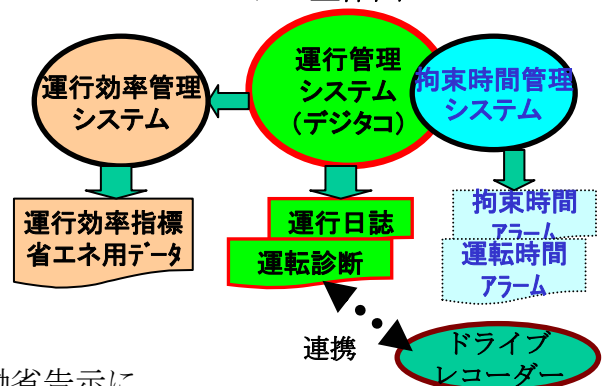 運行効率管理
システム
運行管理
システム
(デジタコ)
拘束時間管理
システム
運行効率指標
省エネ用データ
運行日誌
運転診断
拘束時間
アラーム
運転時間
アラーム
連携
ドライブ
レコーダー
省告示に